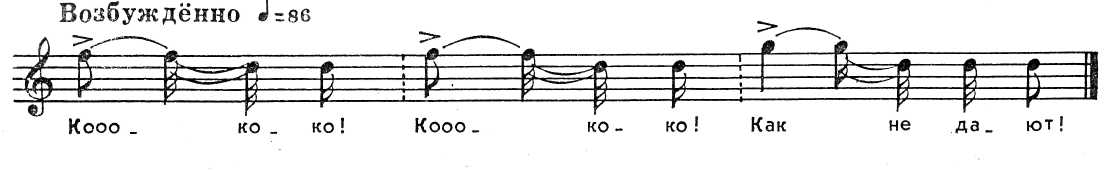 Возбуждённо ♩=86
Кооо- ко- ко! Кооо- ко- ко! Как не да- ют!